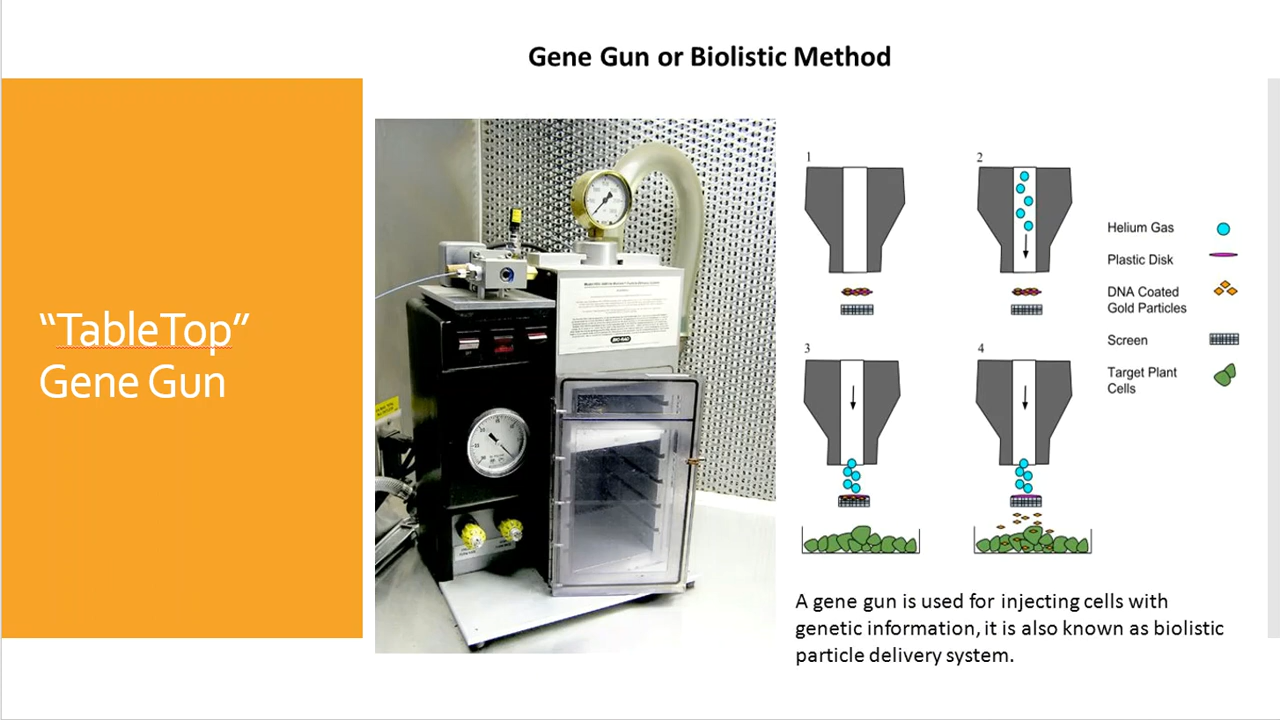 Gene Gun or Biolistic Method
“TableTop”
Gene Gun
BIO-RAD
1
2
3
4
Helium Gas
Plastic Disk
DNA Coated
Gold Particles
Screen
Target Plant
Cells
A gene gun is used for injecting cells with
genetic information, it is also known as biolistic
particle delivery system.